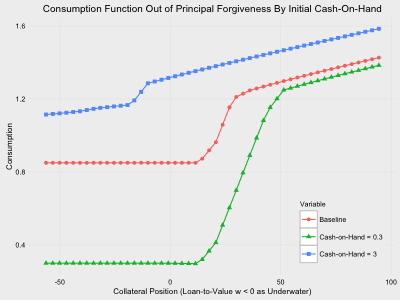 Consumption Function Out of Principal Forgiveness By Initial Cash-On-Hand
1.6
1.2
0.8
0.4
Consumption
-50
0
50
100
Collateral Position (Loan-to-Value w < 0 as Underwater)
Variable
Baseline
Cash-on-Hand = 0.3
Cash-on-Hand = 3